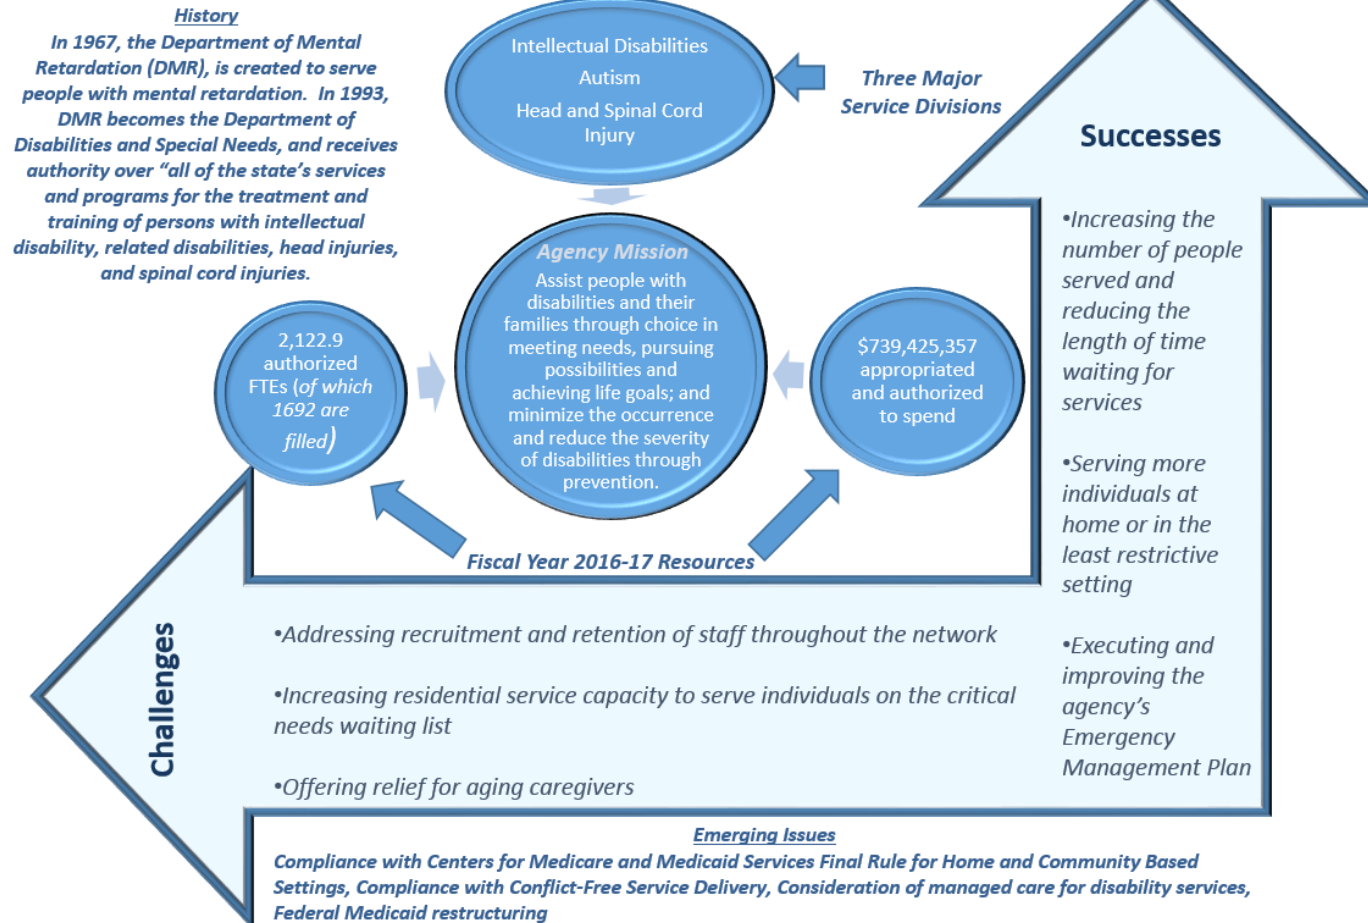 History
In 1967, the Department of Mental
Retardation (DMR), is created to serve
people with mental retardation.  In 1993,
DMR becomes the Department of
Disabilities and Special Needs, and receives
authority over “all of the state’s services
and programs for the treatment and
training of persons with intellectual
disability, related disabilities, head injuries,
and spinal cord injuries.
Intellectual Disabilities
Autism
Head and Spinal Cord
Injury
Three Major
Service Divisions
Agency Mission
Assist people with
disabilities and their
families through choice in
meeting needs, pursuing
possibilities and
achieving life goals; and
minimize the occurrence
and reduce the severity
of disabilities through
prevention.
2,122.9
authorized
FTEs (of which
1692 are
filled)
$739,425,357
appropriated
and authorized
to spend
Fiscal Year 2016-17 Resources
Successes
•Increasing the
number of people
served and
reducing the
length of time
waiting for
services
•Serving more
individuals at
home or in the
least restrictive
setting
•Executing and
improving the
agency’s
Emergency
Management Plan
Challenges
•Addressing recruitment and retention of staff throughout the network
•Increasing residential service capacity to serve individuals on the critical
needs waiting list
•Offering relief for aging caregivers
Emerging Issues
Compliance with Centers for Medicare and Medicaid Services Final Rule for Home and Community Based
Settings, Compliance with Conflict-Free Service Delivery, Consideration of managed care for disability services,
Federal Medicaid restructuring